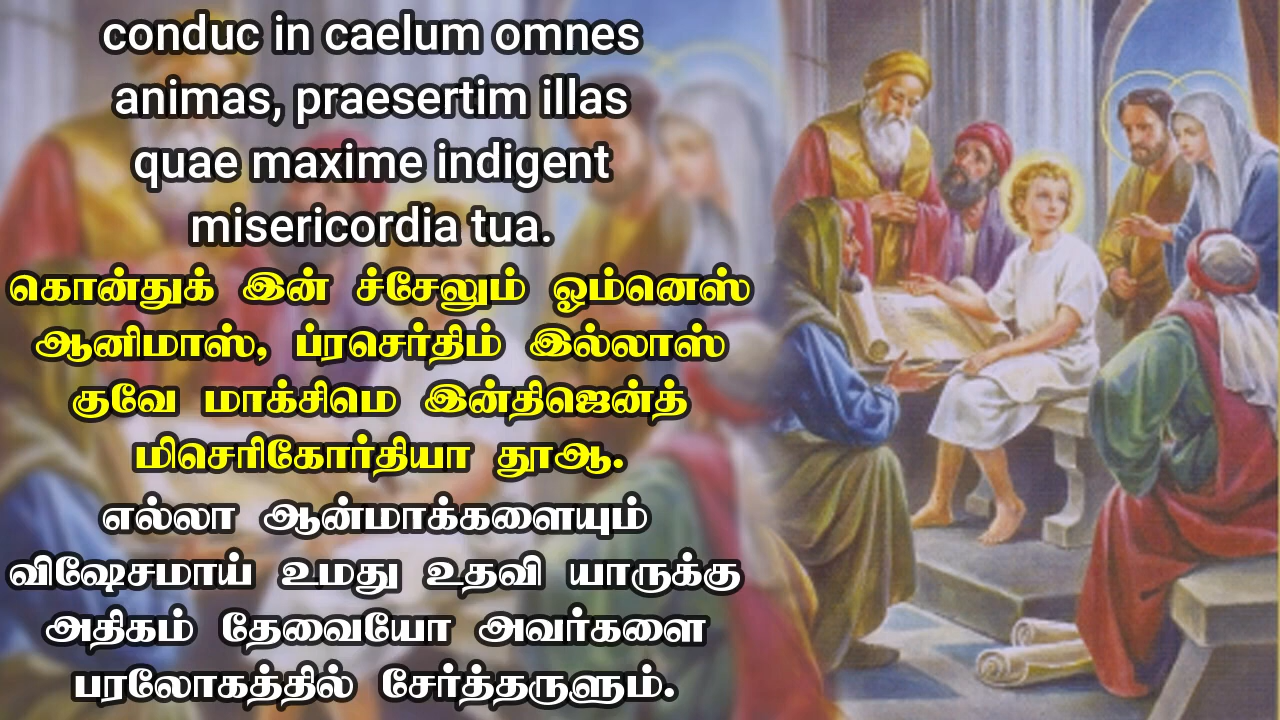 conduc in caelum omnes
animas, praesertim illas
quae maxime indigent
misericordia tua.
கொன்துக் இன் ச்சேலும் ஓம்னெஸ்
ஆனிமாஸ், ப்ரசெர்திம் இல்லாஸ்
குவே மாக்சிமெ இன்திஜென்த்
மிசெரிகோர்தியா தூஆ.
எல்லா ஆன்மாக்களையும்
விஷேசமாய் உமது உதவி யாருக்கு
அதிகம் தேவையோ அவர்களை
பரலோகத்தில் சேர்த்தருளும்.